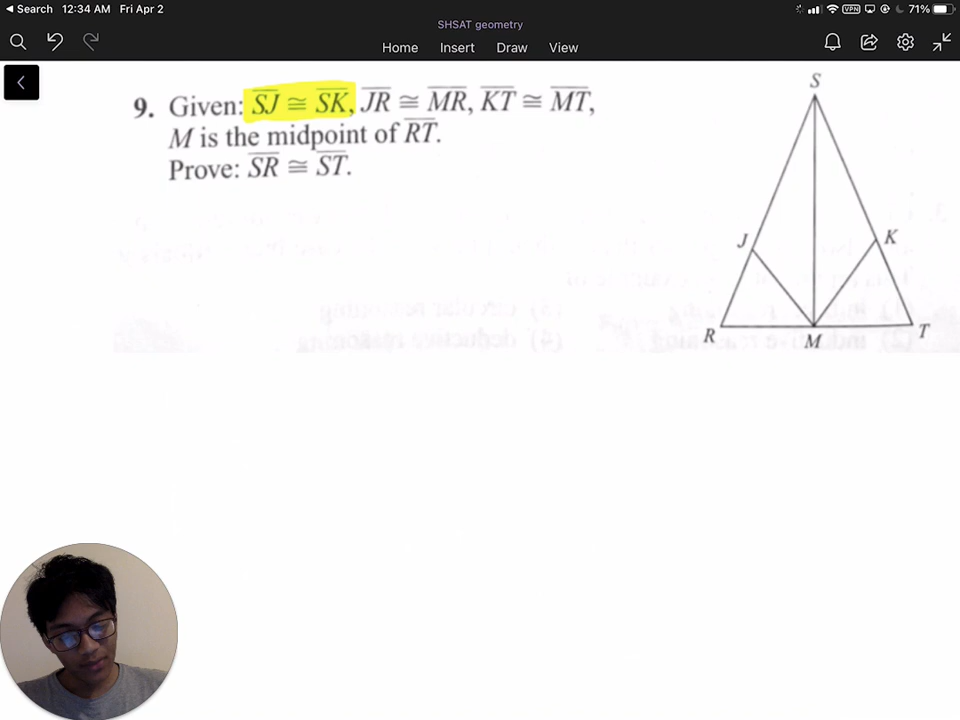 Search 12:34 AM Fri Apr 2 VPN 71%
SHSAT geometry
Home Insert Draw View
9. Given: SJ ≅ SK, JR ≅ MR, KT ≅ MT,
M is the midpoint of RT.
Prove: SR ≅ ST.
S
J
K
R
M
T